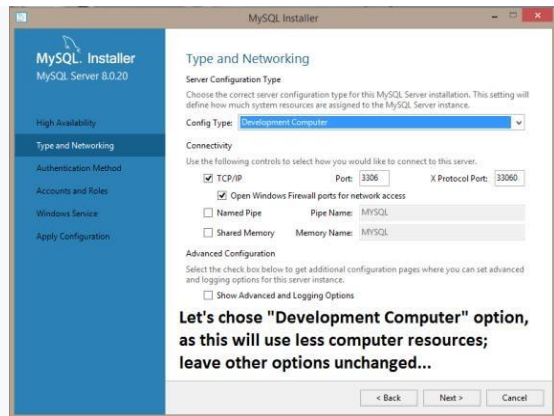 MySQL Installer
MySQL. Installer
MySQL Server 8.0.20
High Availability
Type and Networking
Authentication Method
Accounts and Roles
Windows Service
Apply Configuration
Type and Networking
Server Configuration Type
Choose the correct server configuration type for this MySQL Server installation. This setting will
define how much system resources are assigned to the MySQL Server instance.
Config Type: Development Computer
Connectivity
Use the following controls to select how you would like to connect to this server.
TCP/IP Port: 3306 X Protocol Port: 33060
Open Windows Firewall ports for network access
Named Pipe Pipe Name: MYSQL
Shared Memory Memory Name: MYSQL
Advanced Configuration
Select the check box below to get additional configuration pages where you can set advanced
and logging options for this server instance.
Show Advanced and Logging Options
Let's chose "Development Computer" option,
as this will use less computer resources;
leave other options unchanged...
< Back Next > Cancel